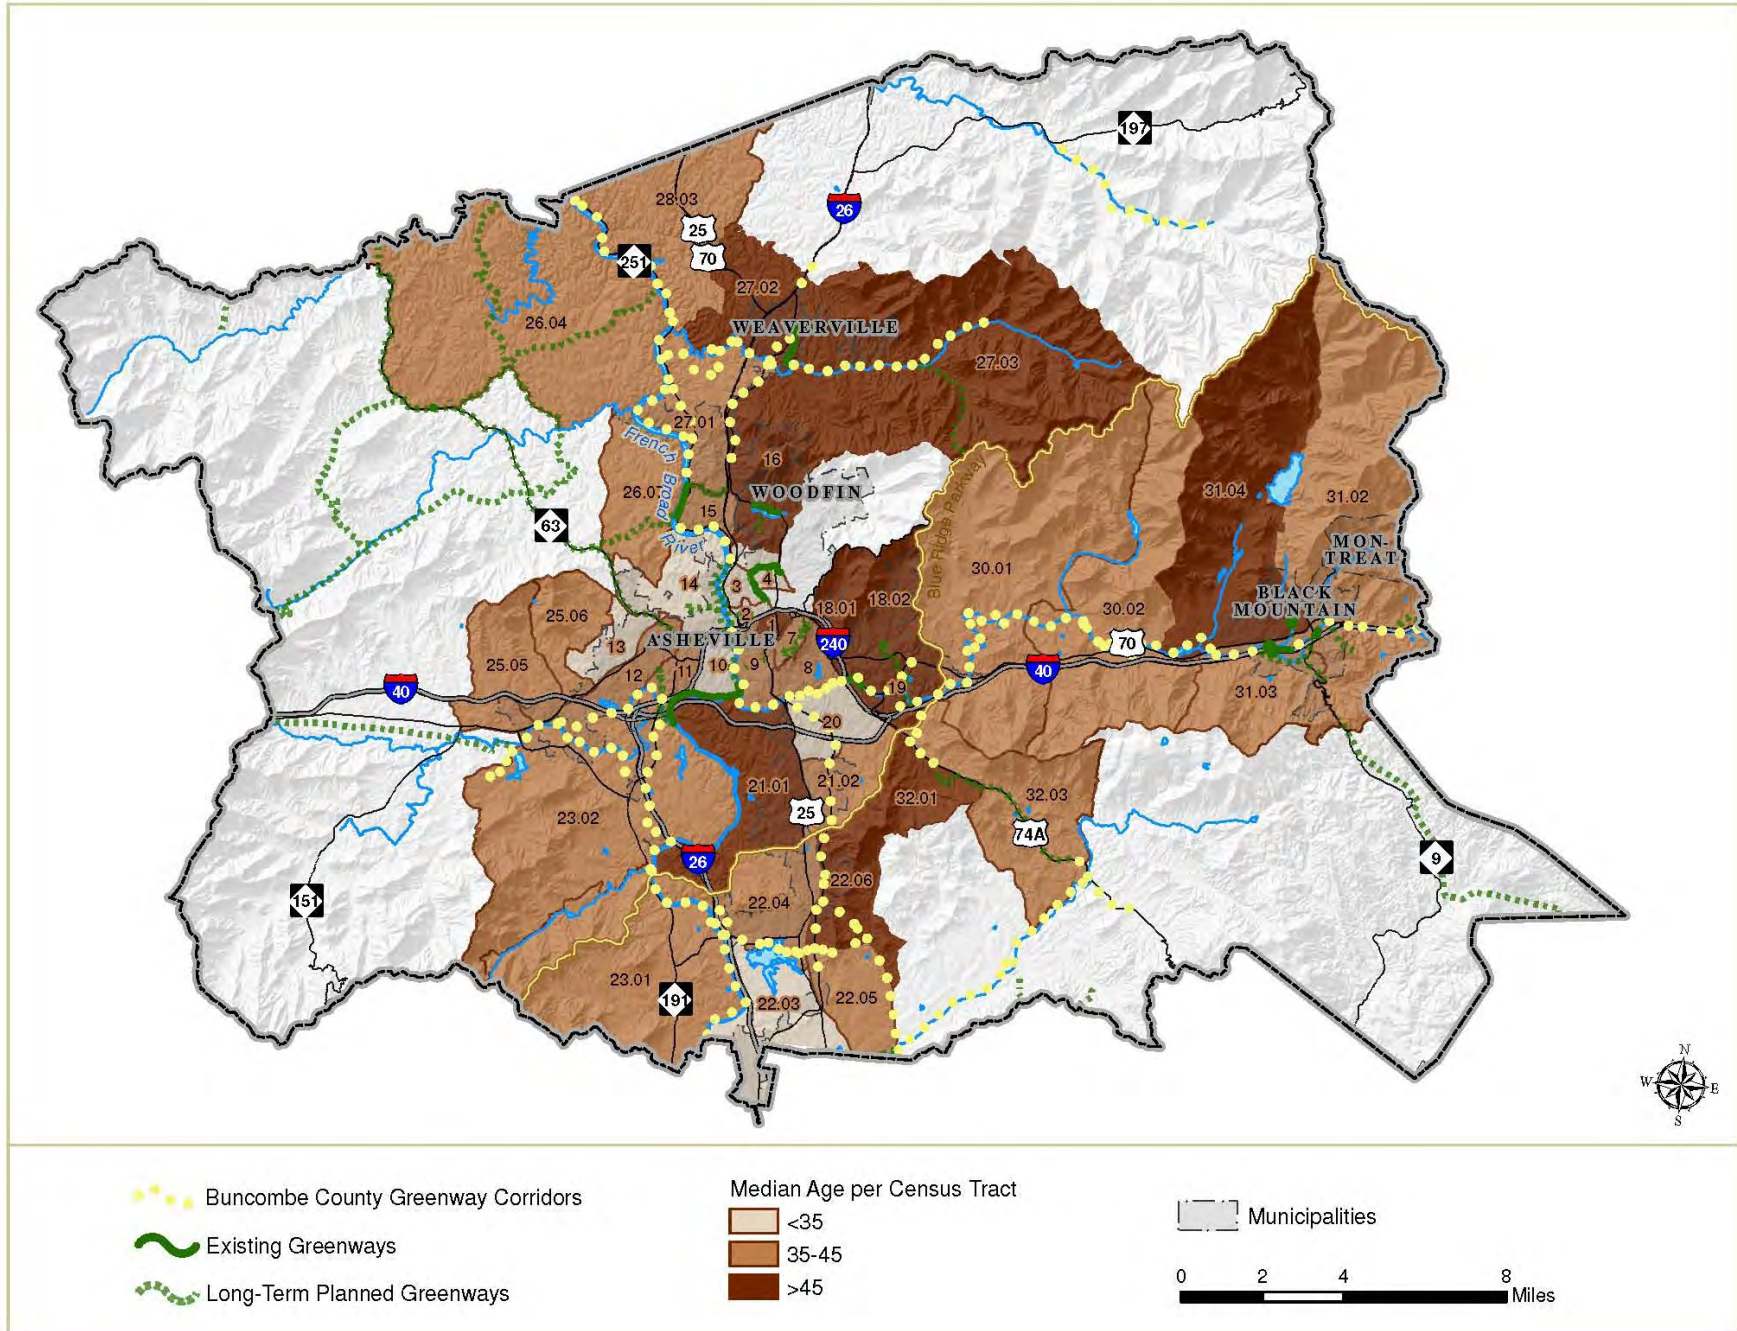 197
28.03
26
25
251
70
27.02
26.04
WEAVERVILLE
27.03
27.01
French
Broad
River
16
WOODFIN
26.07
15
63
Blue Ridge Parkway
31.04
31.02
MON-
TREAT
30.01
14
3
4
25.06
2
18.01
18.02
30.02
BLACK
MOUNTAIN
1
7
13
ASHEVILLE
240
70
25.05
12
11
10
9
8
40
40
19
31.03
20
21.01
21.02
32.01
32.03
25
23.02
74A
26
9
22.06
151
22.04
23.01
191
22.03
22.05
N
W
E
S
Buncombe County Greenway Corridors
Existing Greenways
Long-Term Planned Greenways
Median Age per Census Tract
<35
35-45
>45
Municipalities
0 2 4 8
Miles